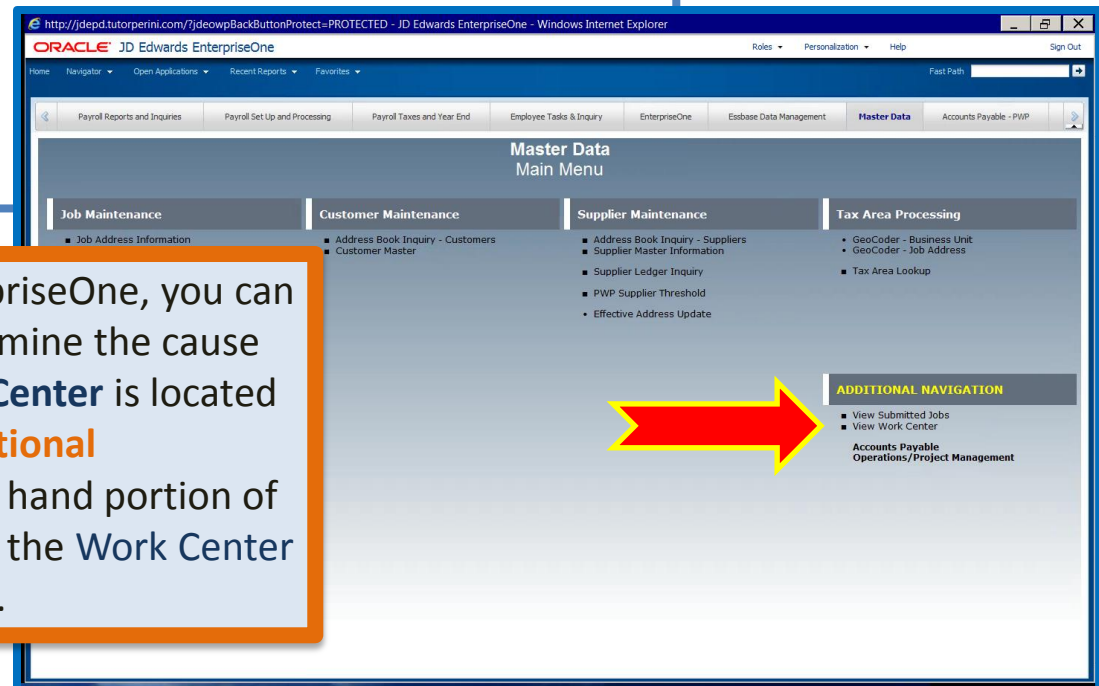 http://jdepd.tutorperini.com/?jdeowpBackButtonProtect=PROTECTED - JD Edwards EnterpriseOne - Windows Internet Explorer
ORACLE JD Edwards EnterpriseOne
Roles Personalization Help Sign Out
Home Navigator Open Applications Recent Reports Favorites Fast Path
Payroll Reports and Inquiries Payroll Set Up and Processing Payroll Taxes and Year End Employee Tasks & Inquiry EnterpriseOne Essbase Data Management Master Data Accounts Payable - PWP
Master Data
Main Menu
Job Maintenance
Job Address Information
Customer Maintenance
Address Book Inquiry - Customers
Customer Master
Supplier Maintenance
Address Book Inquiry - Suppliers
Supplier Master Information
Supplier Ledger Inquiry
PWP Supplier Threshold
Effective Address Update
Tax Area Processing
GeoCoder - Business Unit
GeoCoder - Job Address
Tax Area Lookup
ADDITIONAL NAVIGATION
View Submitted Jobs
View Work Center
Accounts Payable
Operations/Project Management
priseOne, you can
mine the cause
Center is located
tional
hand portion of
the Work Center
.